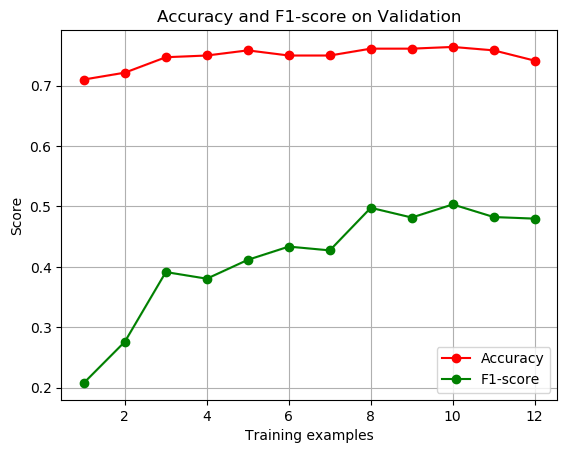 Accuracy and F1-score on Validation
0.7
0.6
0.5
0.4
0.3
0.2
Score
2 4 6 8 10 12
Training examples
Accuracy
F1-score